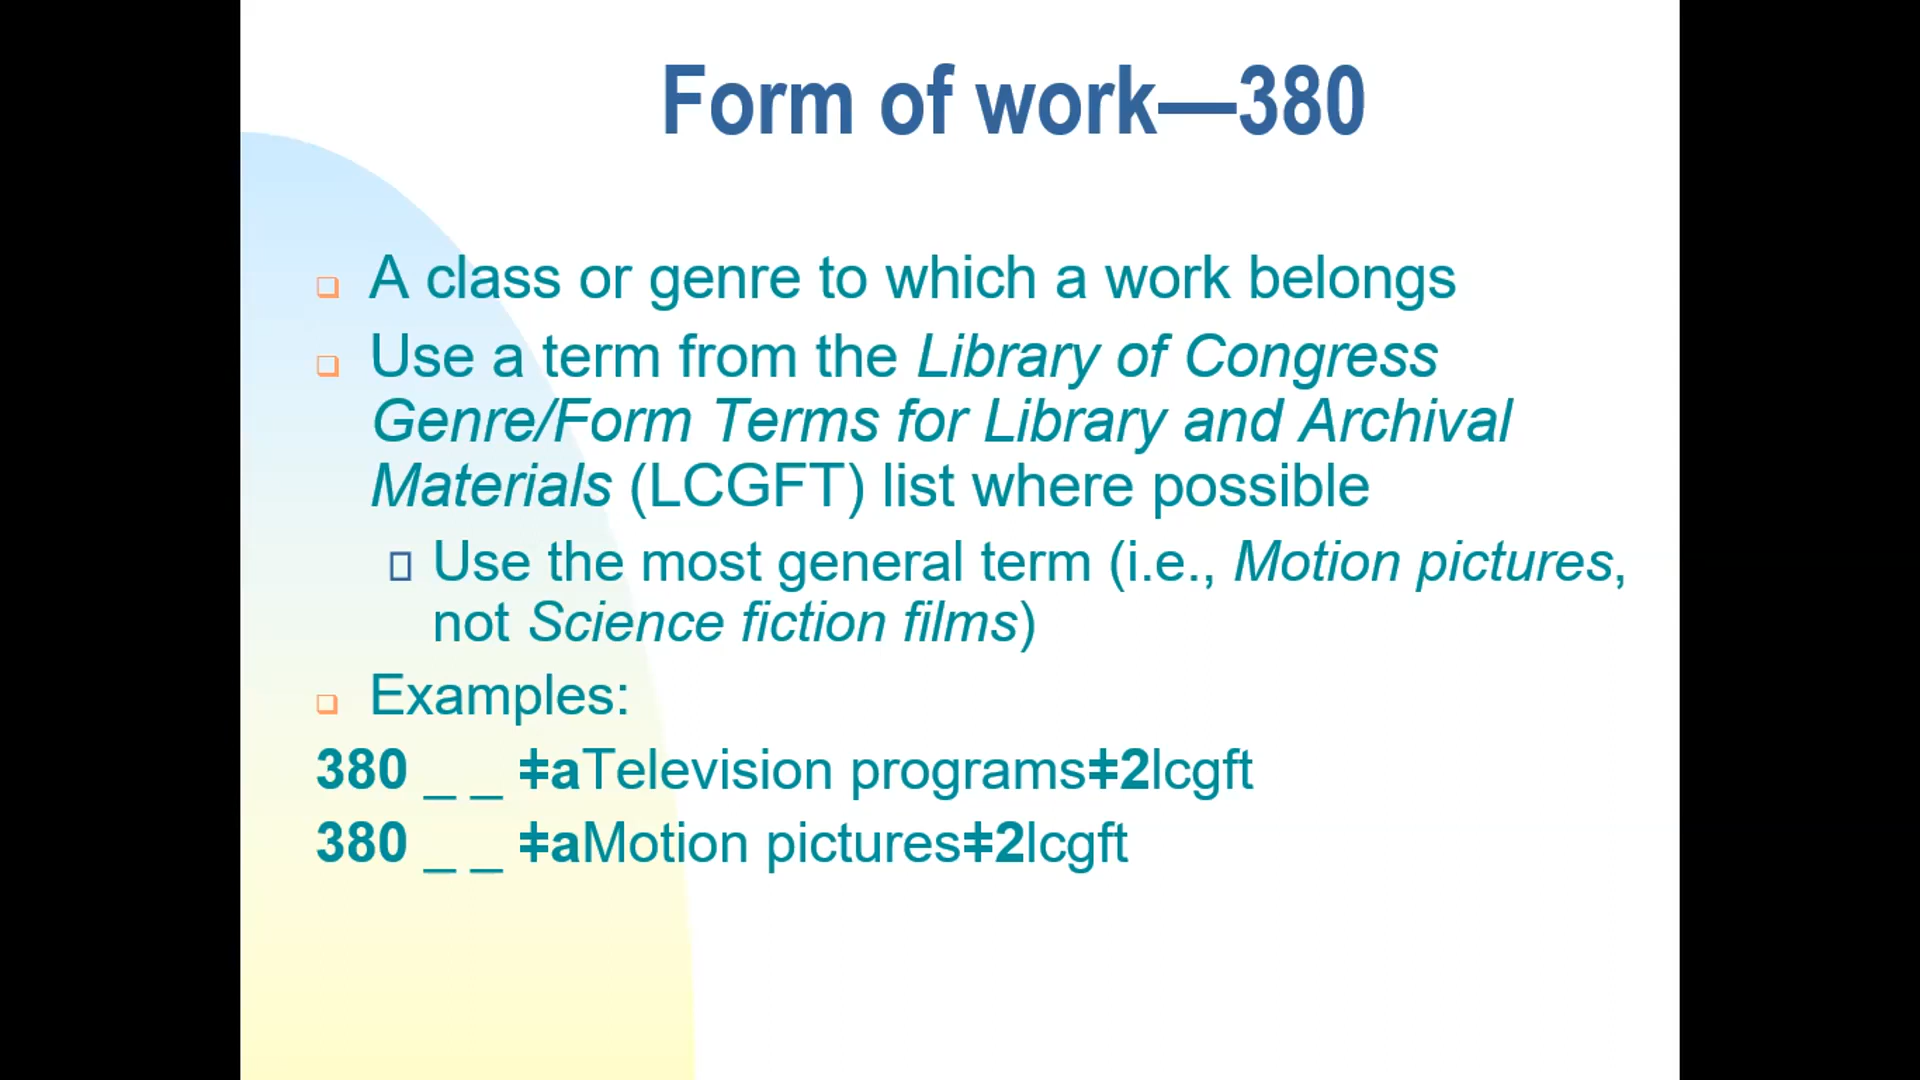 Form of work—380
❑ A class or genre to which a work belongs
❑ Use a term from the Library of Congress
Genre/Form Terms for Library and Archival
Materials (LCGFT) list where possible
Use the most general term (i.e., Motion pictures,
not Science fiction films)
❑ Examples:
380 _ _ ǂaTelevision programsǂ2lcgft
380 _ _ ǂaMotion picturesǂ2lcgft